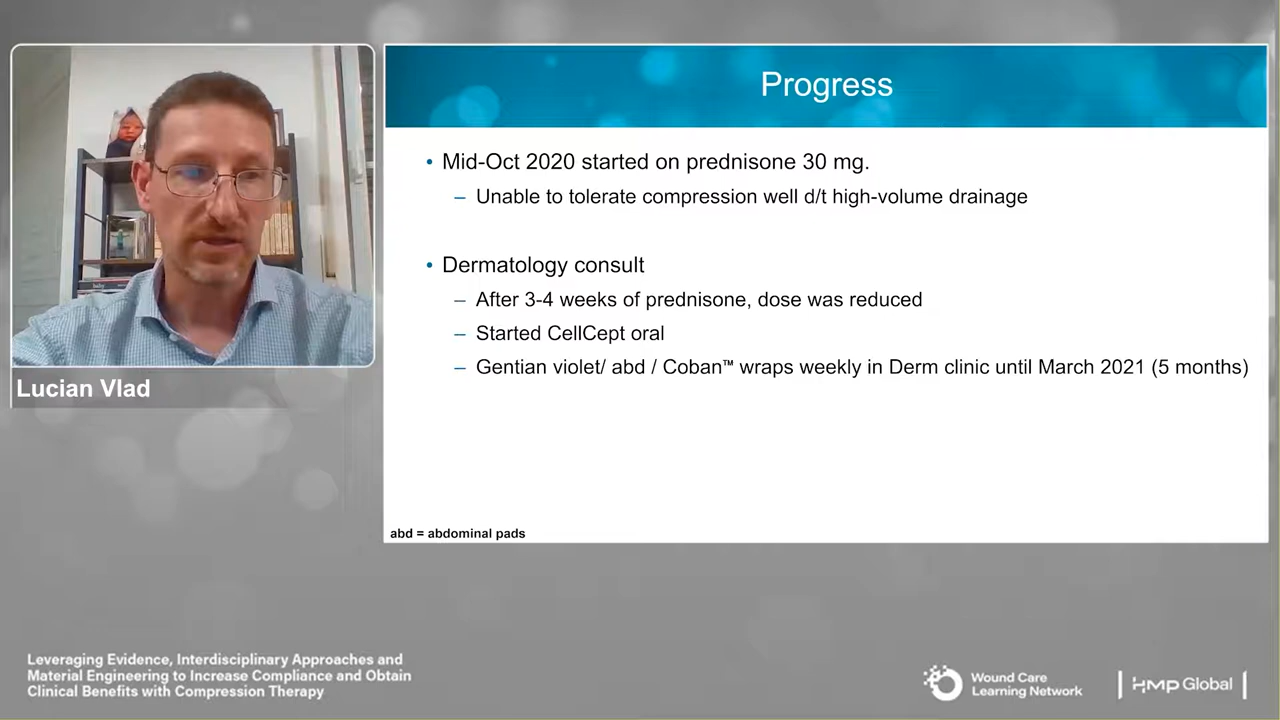 Progress
• Mid-Oct 2020 started on prednisone 30 mg.
– Unable to tolerate compression well d/t high-volume drainage
• Dermatology consult
– After 3-4 weeks of prednisone, dose was reduced
– Started CellCept oral
– Gentian violet/ abd / Coban™ wraps weekly in Derm clinic until March 2021 (5 months)
abd = abdominal pads
Lucian Vlad
Leveraging Evidence, Interdisciplinary Approaches and
Material Engineering to Increase Compliance and Obtain
Clinical Benefits with Compression Therapy
Wound Care
Learning Network
HMP Global